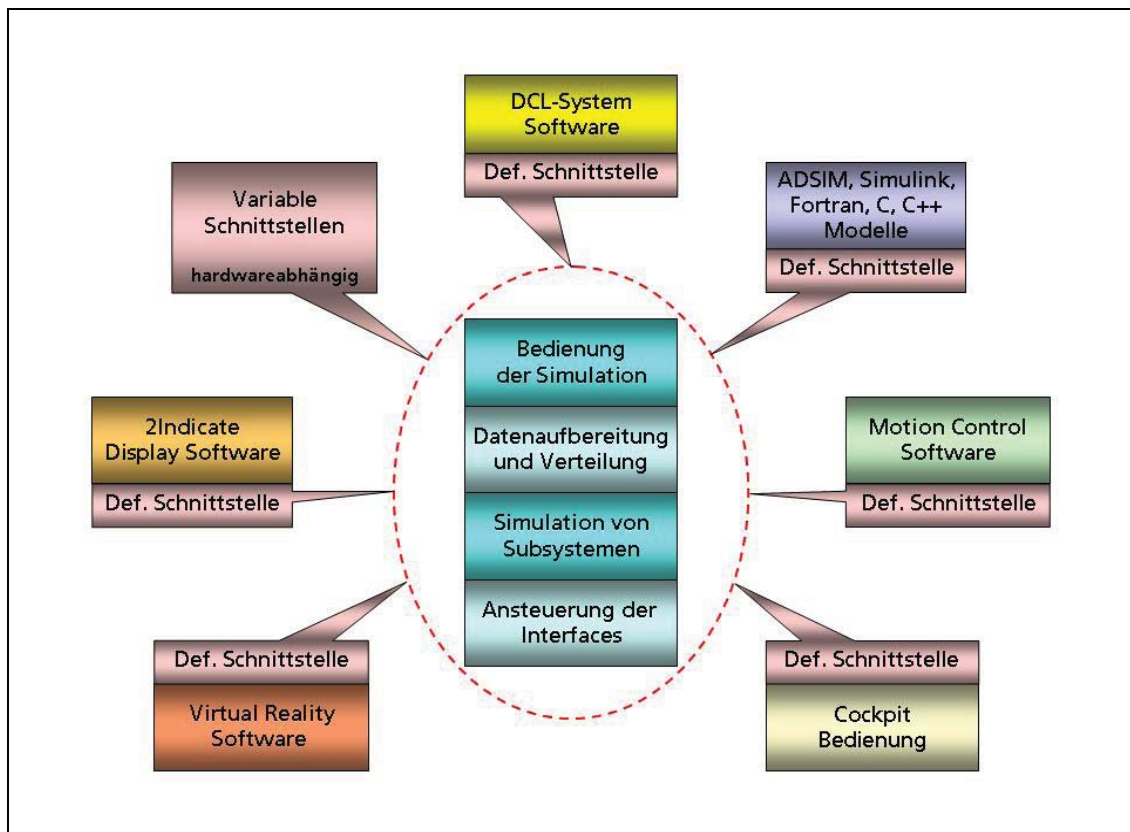 DCL-System
Software
Def. Schnittstelle
Variable
Schnittstellen
hardwareabhängig
ADSIM, Simulink,
Fortran, C, C++
Modelle
Def. Schnittstelle
Bedienung
der Simulation
Datenaufbereitung
und Verteilung
Simulation von
Subsystemen
Ansteuerung der
Interfaces
2Indicate
Display Software
Def. Schnittstelle
Motion Control
Software
Def. Schnittstelle
Def. Schnittstelle
Virtual Reality
Software
Def. Schnittstelle
Cockpit
Bedienung